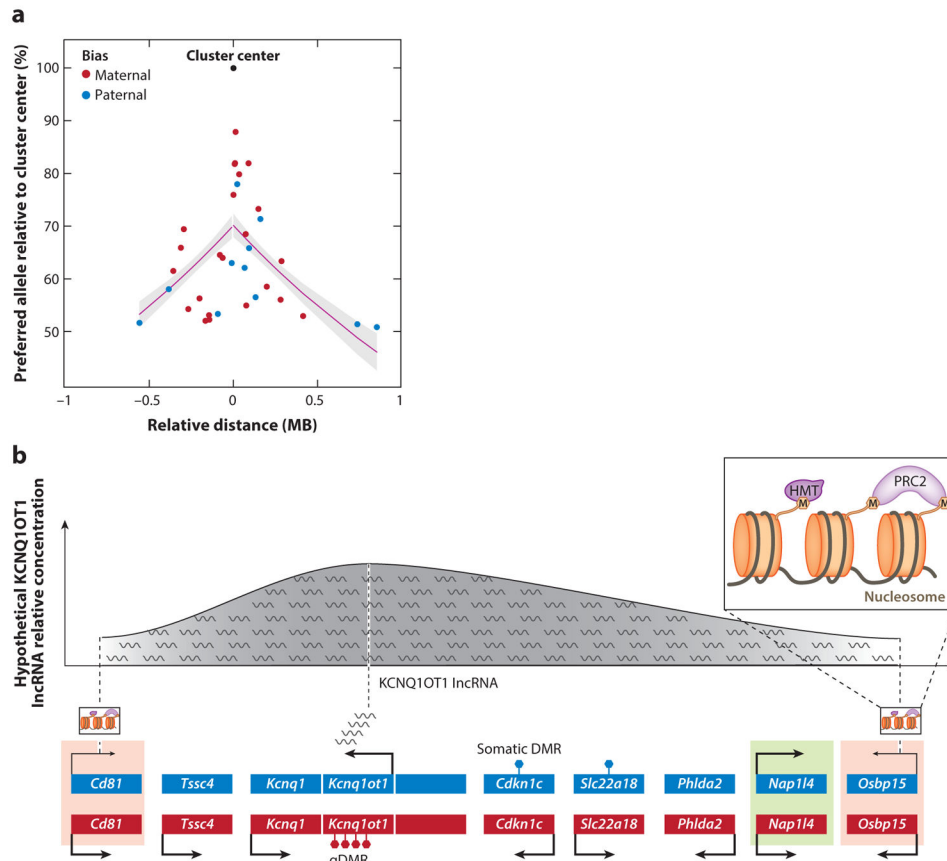 a
Preferred allele relative to cluster center (%)
Bias
Maternal
Paternal
Cluster center
100
90
80
70
60
50
–1
–0.5
0
0.5
1
Relative distance (MB)
b
Hypothetical KCNQ1OT1
lncRNA relative concentration
HMT
PRC2
M
M
M
Nucleosome
KCNQ1OT1 lncRNA
Somatic DMR
Cd81
Tssc4
Kcnq1
Kcnq1ot1
Cdkn1c
Slc22a18
Phlda2
Nap1l4
Osbp15
Cd81
Tssc4
Kcnq1
Kcnq1ot1
Cdkn1c
Slc22a18
Phlda2
Nap1l4
Osbp15
gDMR